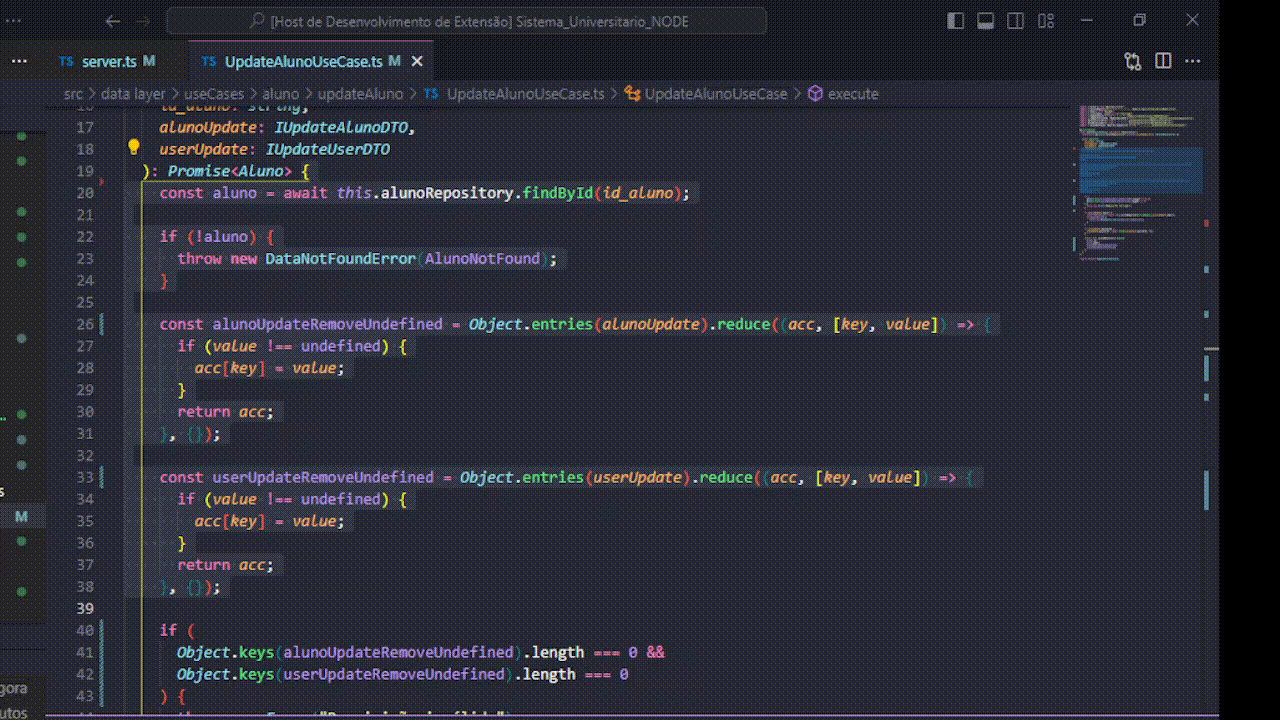 [Host de Desenvolvimento de Extensão] Sistema_Universitario_NODE
TS server.ts M
TS UpdateAlunoUseCase.ts M
src > data layer > useCases > aluno > updateAluno > TS UpdateAlunoUseCase.ts > UpdateAlunoUseCase > execute
16 id_aluno: string,
17 alunoUpdate: IUpdateAlunoDTO,
18 userUpdate: IUpdateUserDTO
19 ): Promise<Aluno> {
20 const aluno = await this.alunoRepository.findById(id_aluno);
21
22 if (!aluno) {
23 throw new DataNotFoundError(AlunoNotFound);
24 }
25
26 const alunoUpdateRemoveUndefined = Object.entries(alunoUpdate).reduce((acc, [key, value]) => {
27 if (value !== undefined) {
28 acc[key] = value;
29 }
30 return acc;
31 }, {});
32
33 const userUpdateRemoveUndefined = Object.entries(userUpdate).reduce((acc, [key, value]) => {
34 if (value !== undefined) {
35 acc[key] = value;
36 }
37 return acc;
38 }, {});
39
40 if (
41 Object.keys(alunoUpdateRemoveUndefined).length === 0 &&
42 Object.keys(userUpdateRemoveUndefined).length === 0
43 ) {
s
M
gora
utos